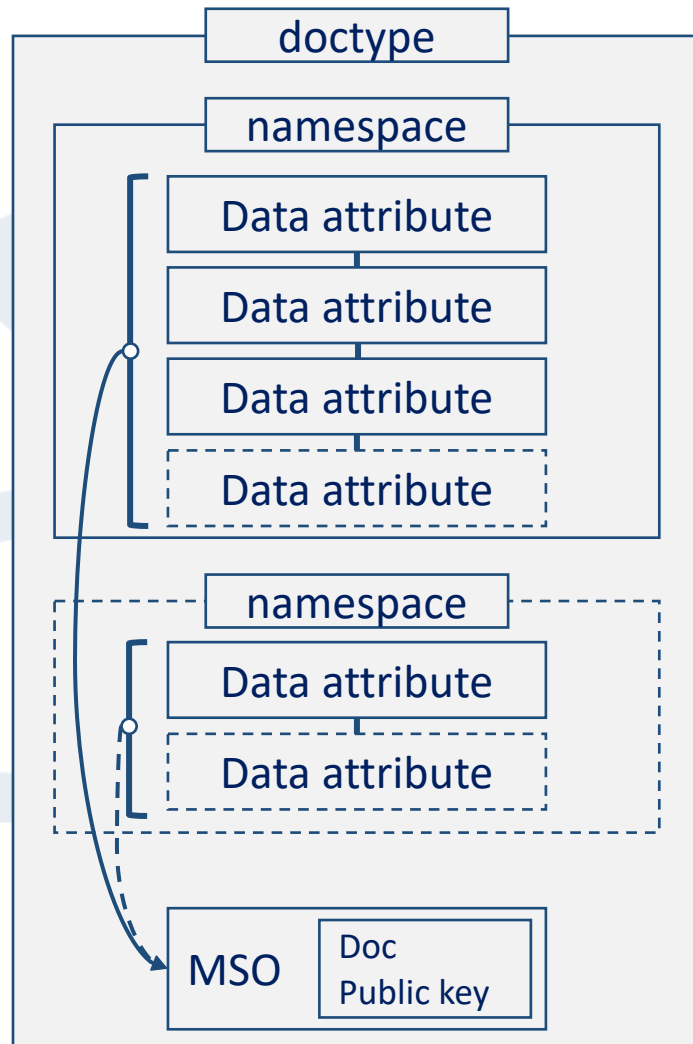 doctype
namespace
Data attribute
Data attribute
Data attribute
Data attribute
namespace
Data attribute
Data attribute
MSO
Doc
Public key